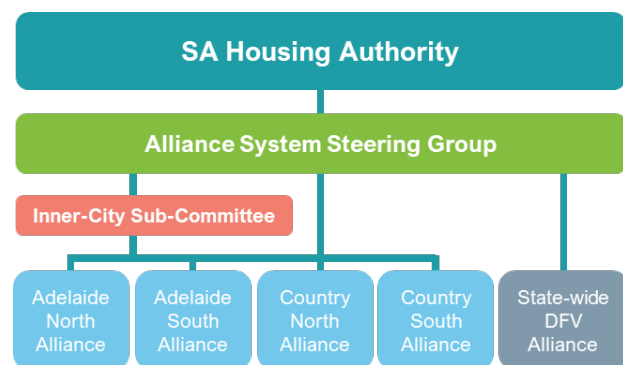 SA Housing Authority
Alliance System Steering Group
Inner-City Sub-Committee
Adelaide
North
Alliance
Adelaide
South
Alliance
Country
North
Alliance
Country
South
Alliance
State-wide
DFV
Alliance